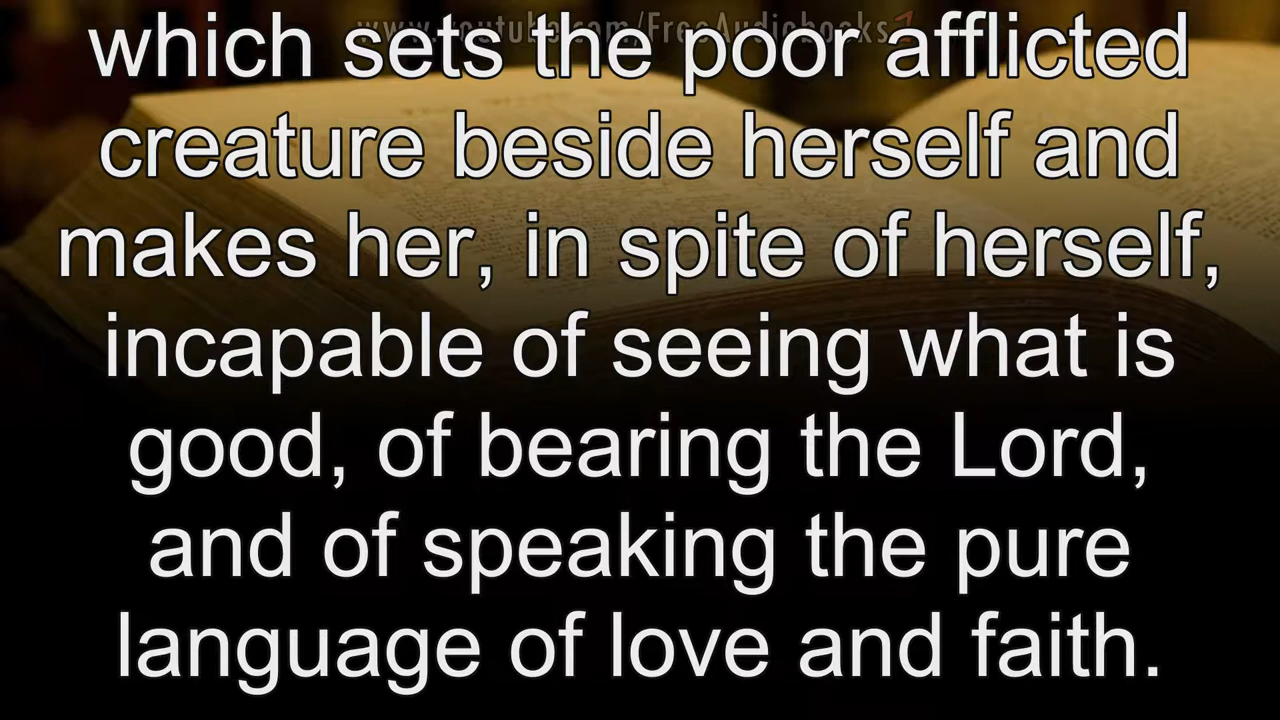 www.youtube.com/FreeAudiobooks
which sets the poor afflicted
creature beside herself and
makes her, in spite of herself,
incapable of seeing what is
good, of bearing the Lord,
and of speaking the pure
language of love and faith.